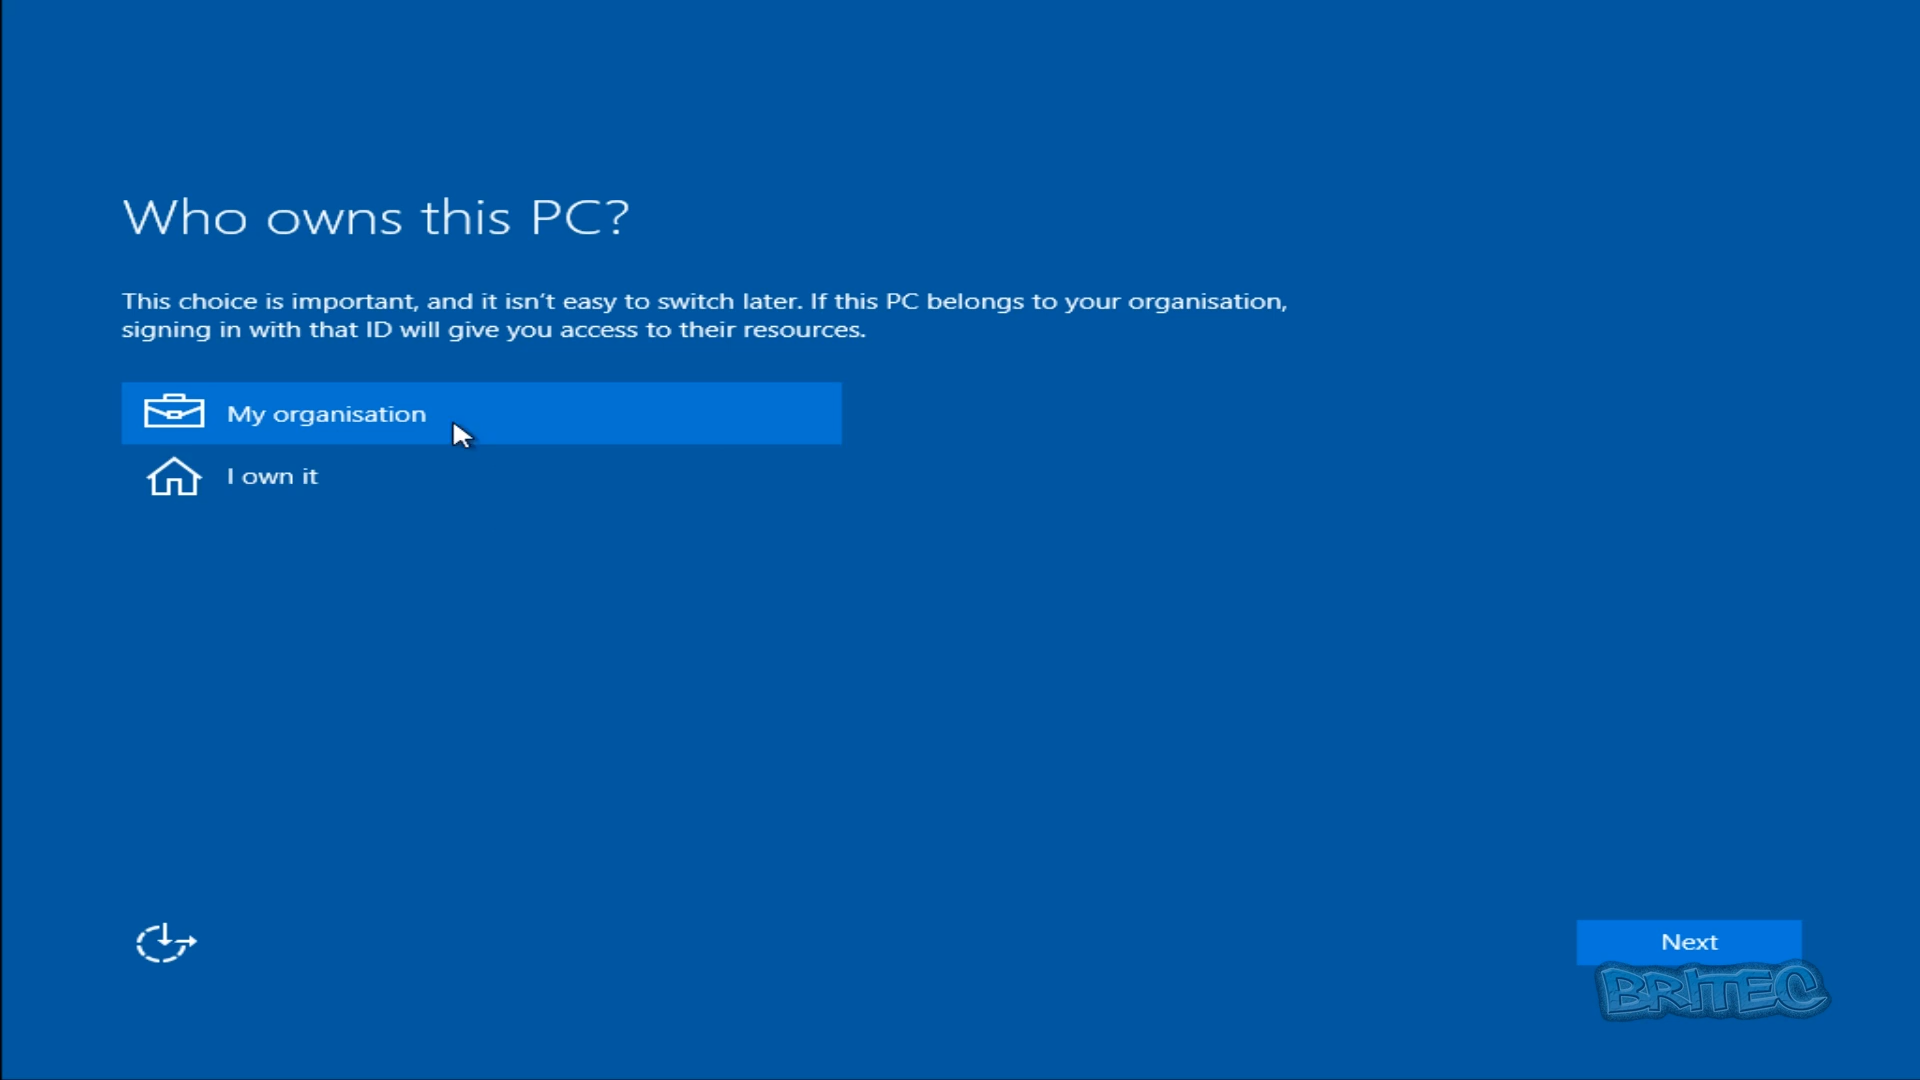 Who owns this PC?
This choice is important, and it isn't easy to switch later. If this PC belongs to your organisation,
signing in with that ID will give you access to their resources.
My organisation
I own it
Next
BRITEC